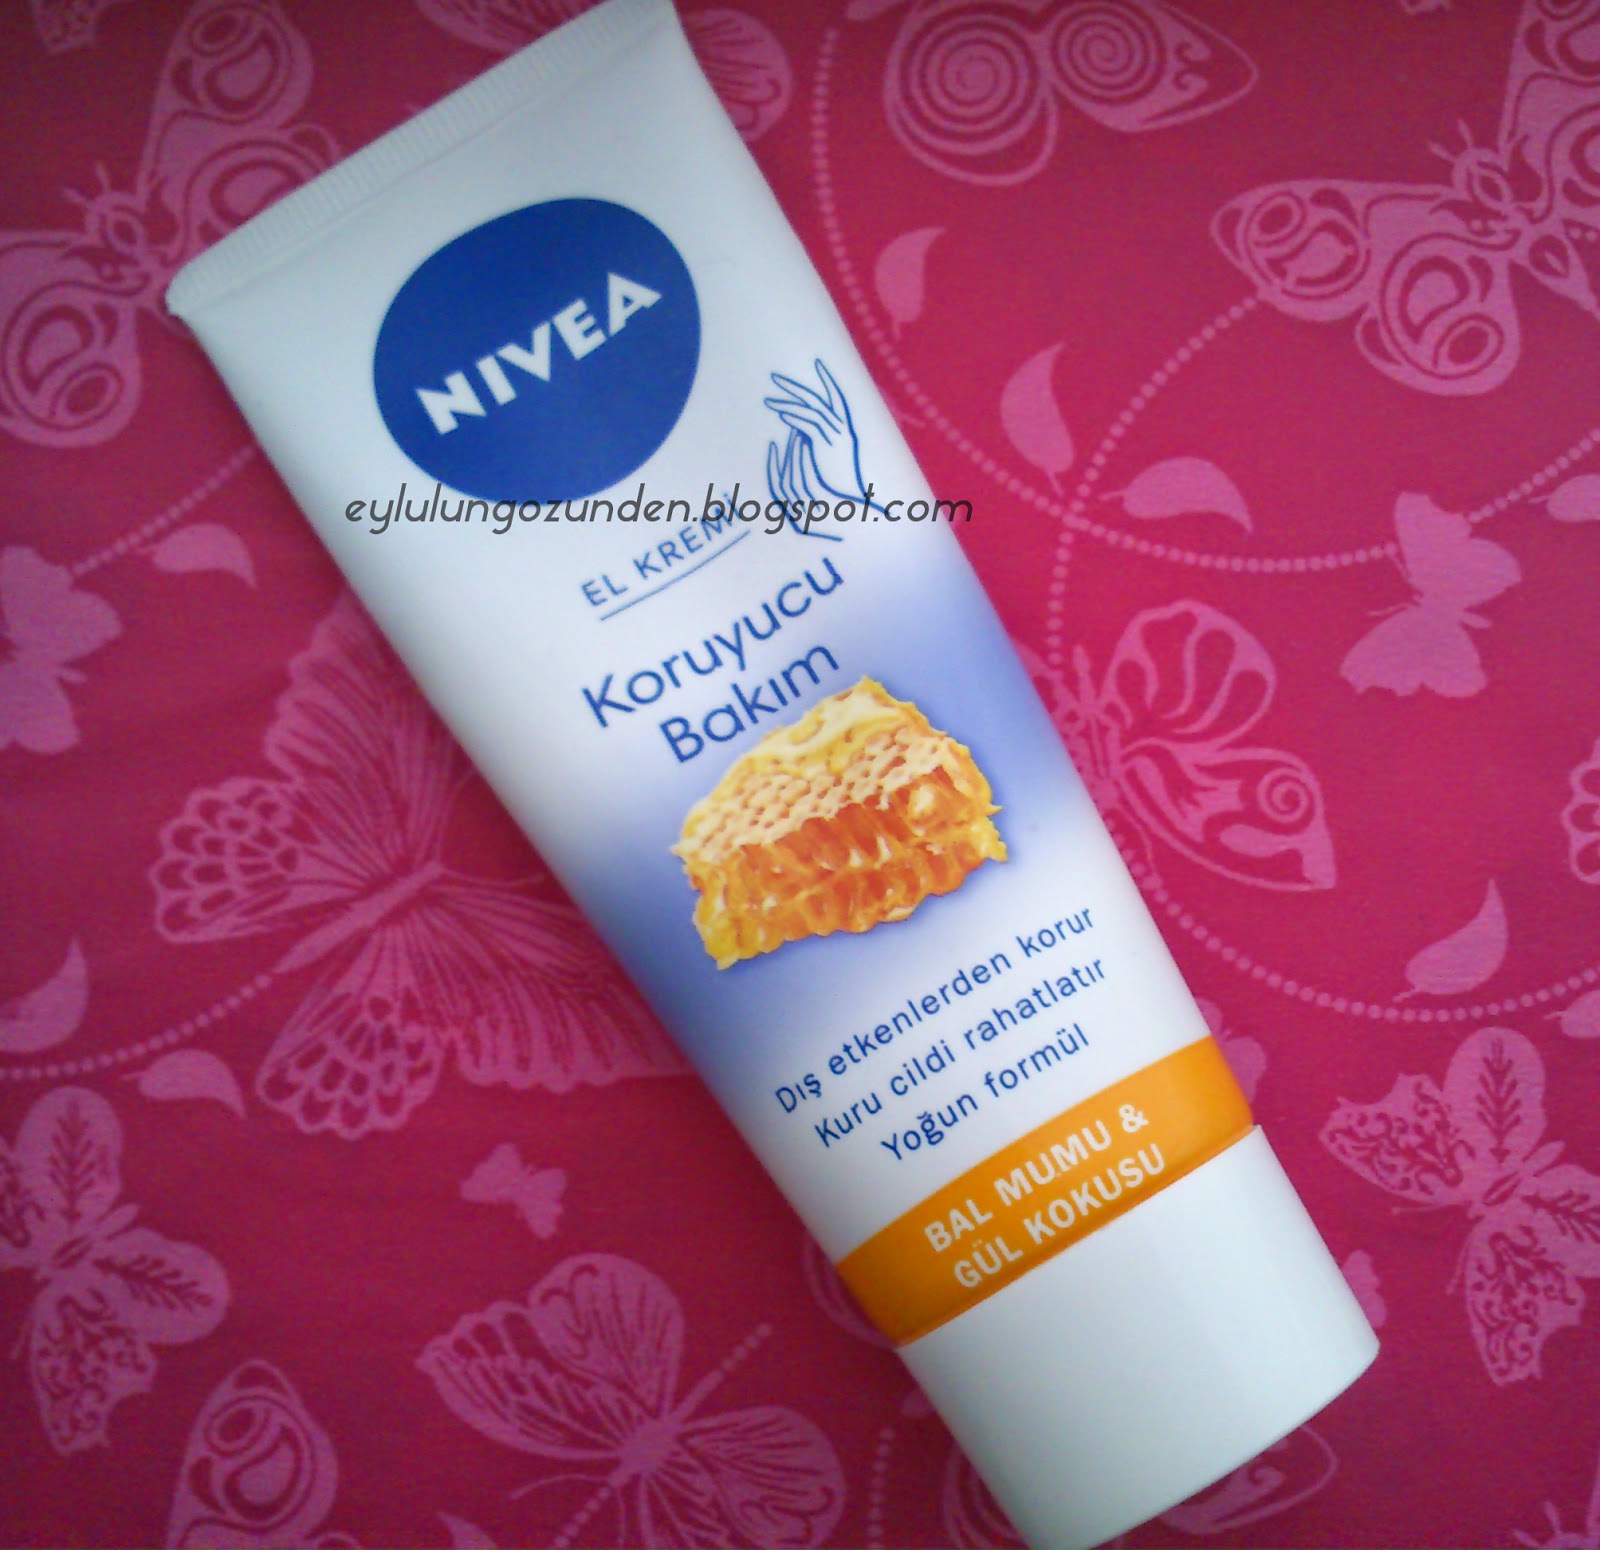 NIVEA
eylulungozunden.blogspot.com
EL KREMİ
Koruyucu
Bakım
Dış etkenlerden korur
Kuru cildi rahatlatır
Yoğun formül
BAL MUMU &
GÜL KOKUSU